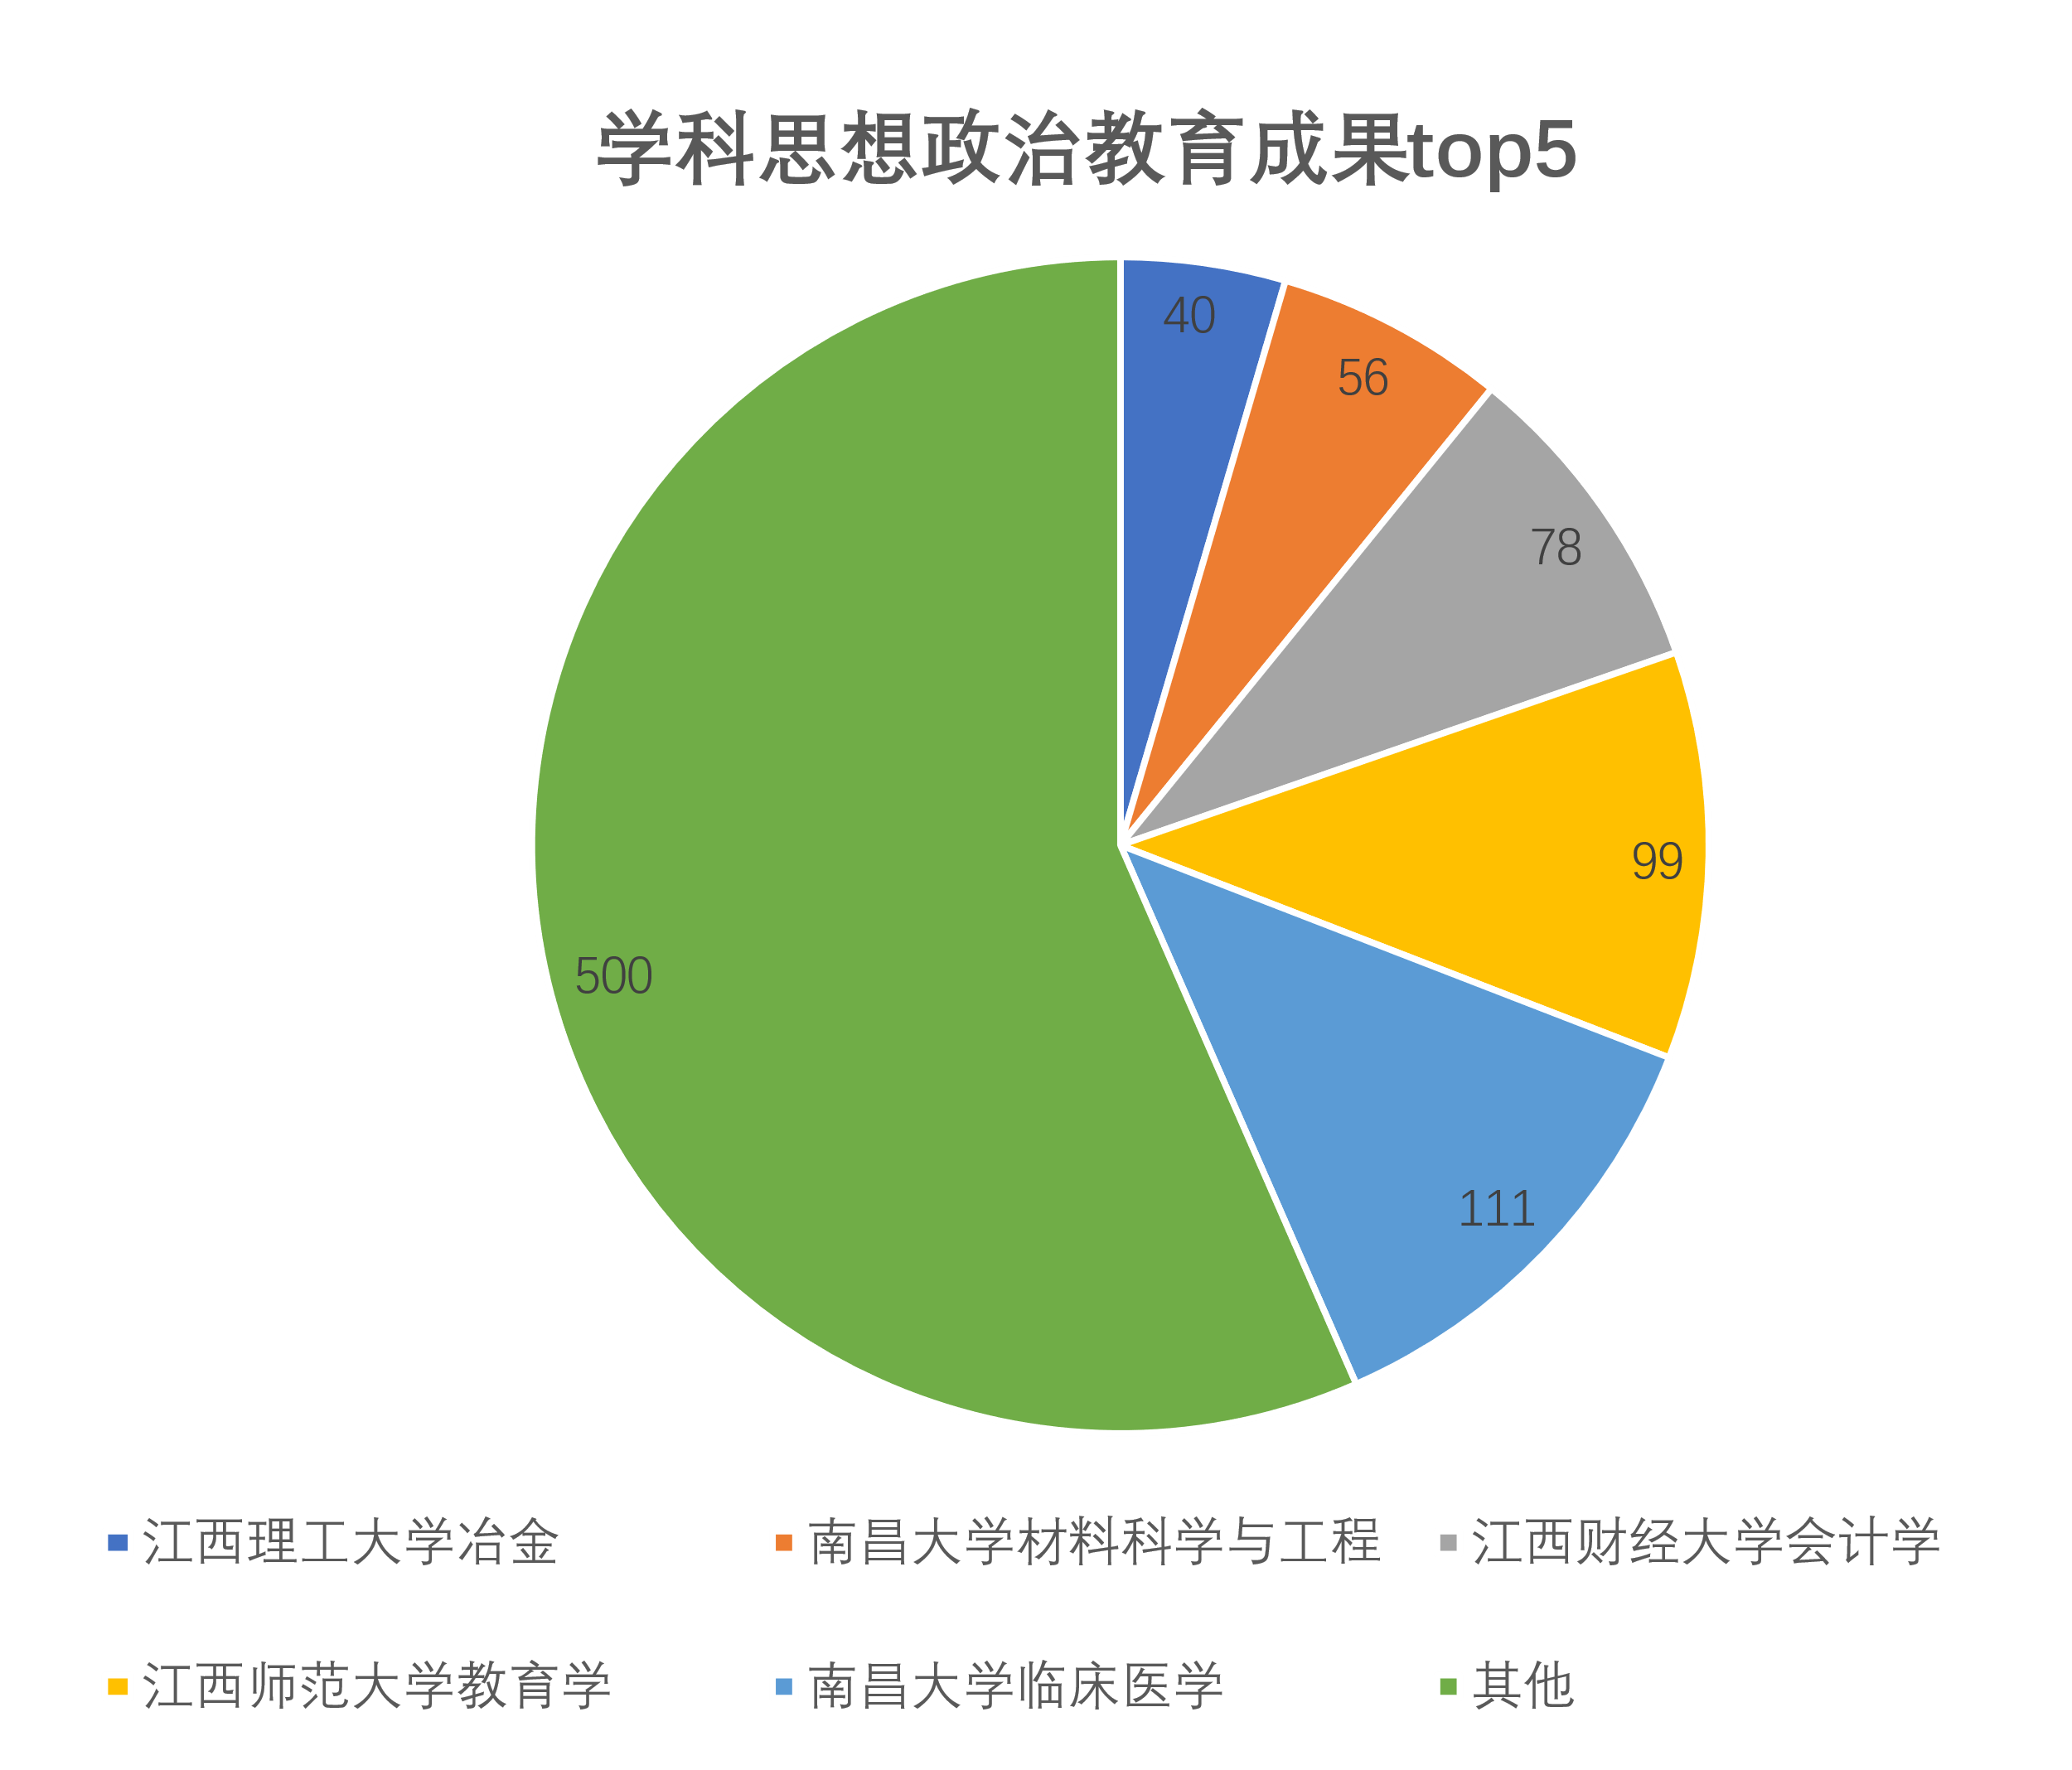 学科思想政治教育成果top5
40
56
78
99
111
500
江西理工大学冶金
南昌大学材料科学与工程
江西财经大学会计学
江西师范大学教育学
南昌大学临床医学
其他